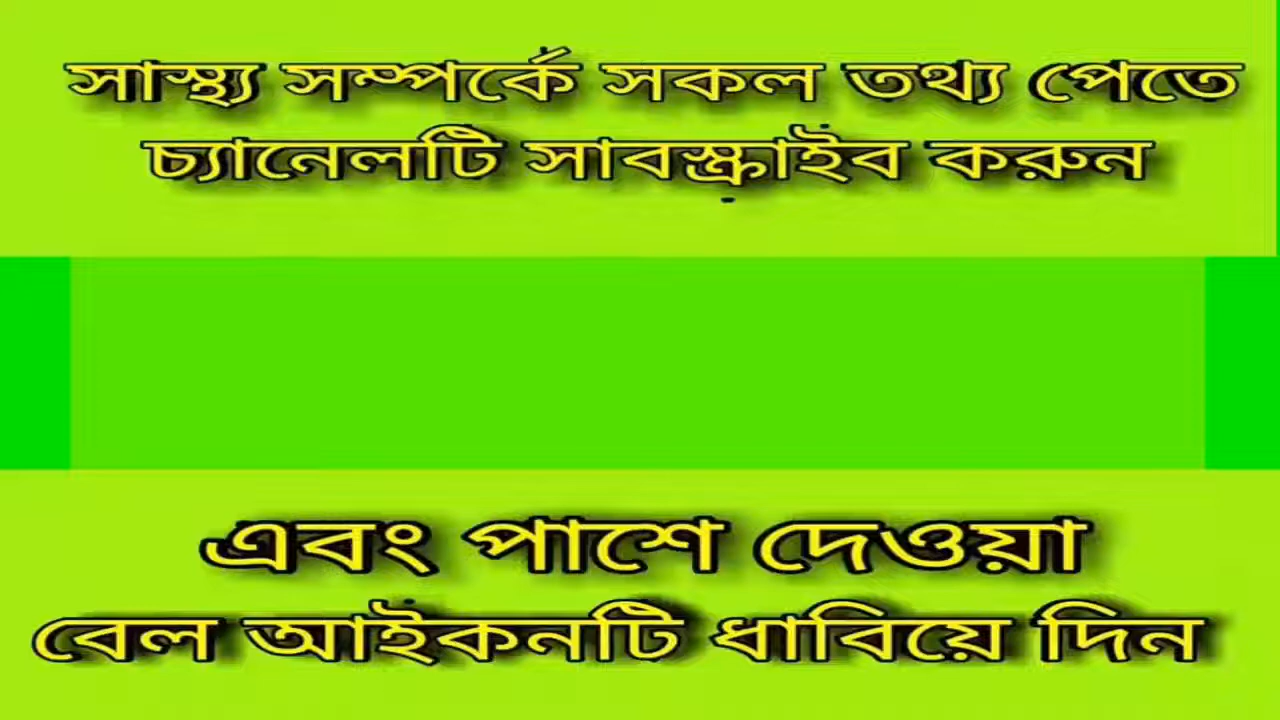 সাস্থ্য সম্পর্কে সকল তথ্য পেতে
চ্যানেলটি সাবস্ক্রাইব করুন
এবং পাশে দেওয়া
বেল আইকনটি ধাবিয়ে দিন